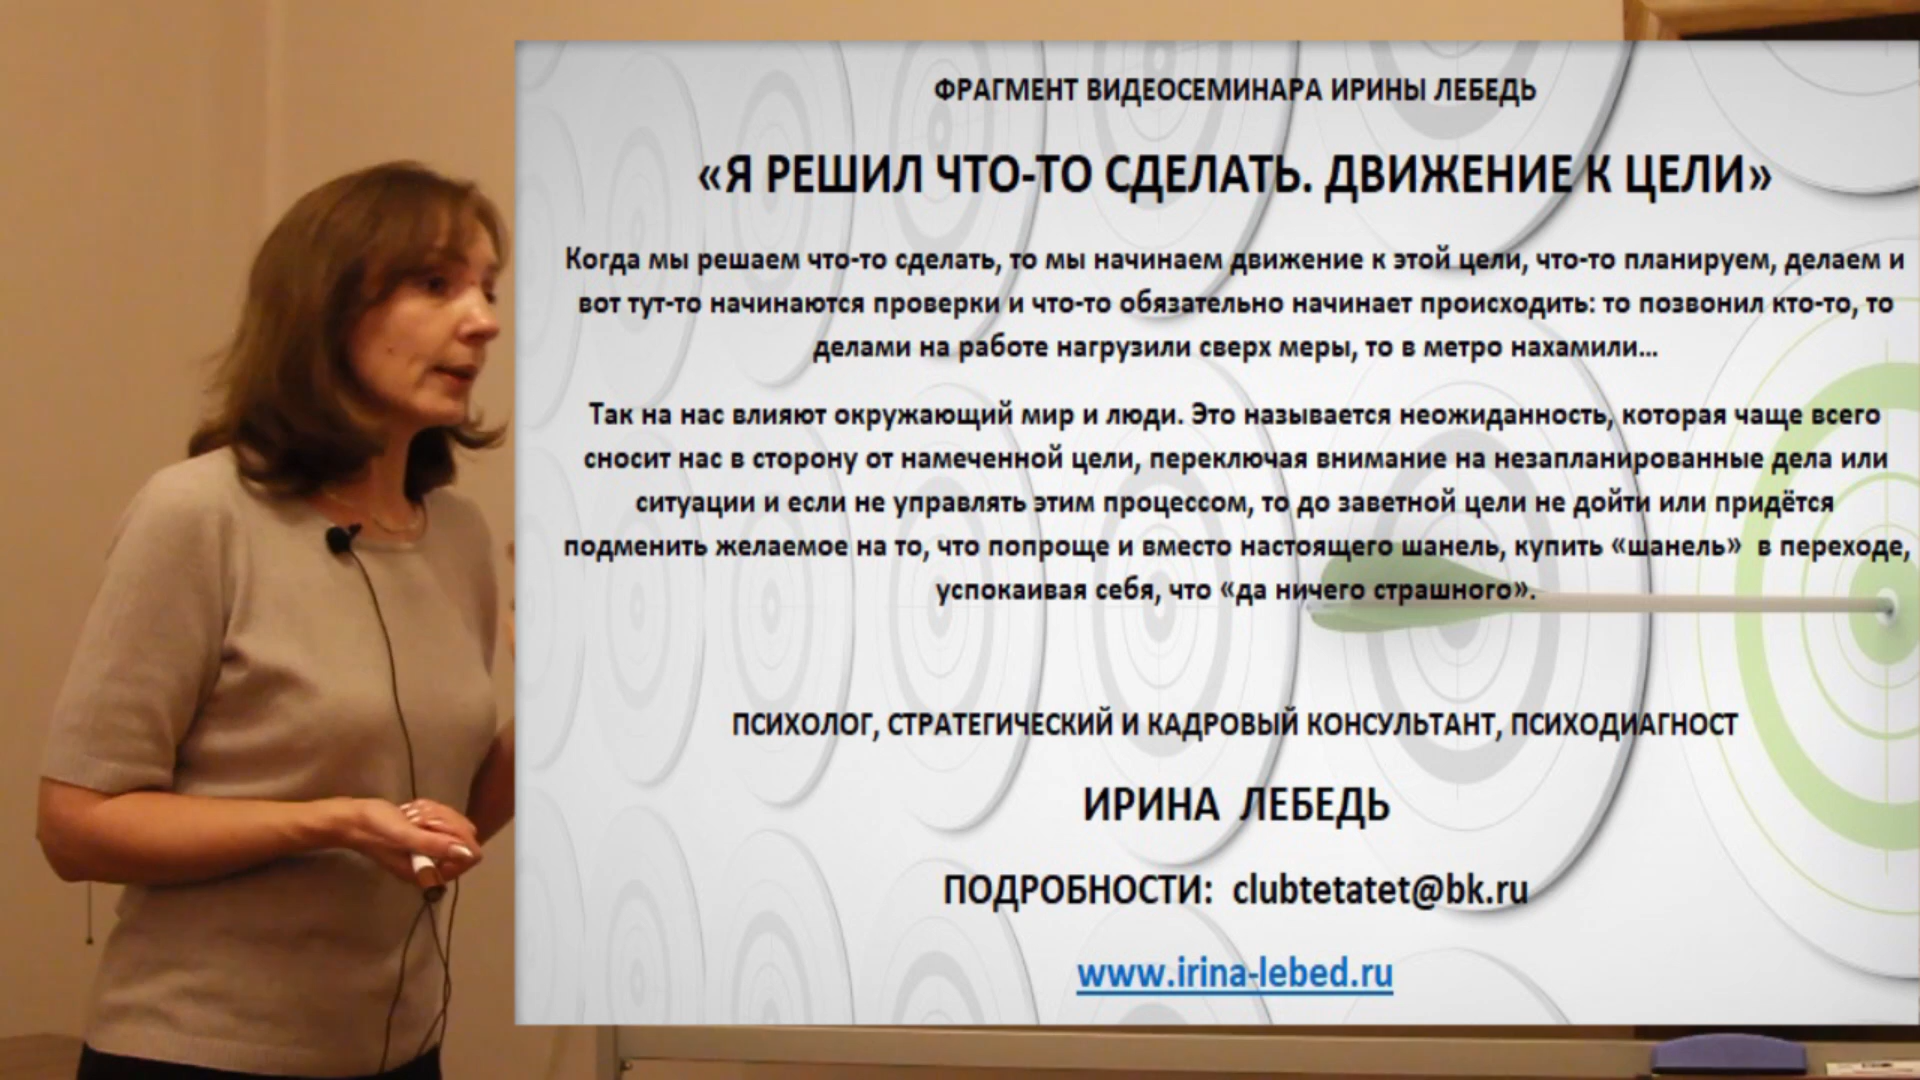 ФРАГМЕНТ ВИДЕОСЕМИНАРА ИРИНЫ ЛЕБЕДЬ
«Я РЕШИЛ ЧТО-ТО СДЕЛАТЬ. ДВИЖЕНИЕ К ЦЕЛИ»
Когда мы решаем что-то сделать, то мы начинаем движение к этой цели, что-то планируем, делаем и
вот тут-то начинаются проверки и что-то обязательно начинает происходить: то позвонил кто-то, то
делами на работе нагрузили сверх меры, то в метро нахамили...
Так на нас влияют окружающий мир и люди. Это называется неожиданность, которая чаще всего
сносит нас в сторону от намеченной цели, переключая внимание на незапланированные дела или
ситуации и если не управлять этим процессом, то до заветной цели не дойти или придётся
подменить желаемое на то, что попроще и вместо настоящего шанель, купить «шанель» в переходе,
успокаивая себя, что «да ничего страшного».
ПСИХОЛОГ, СТРАТЕГИЧЕСКИЙ И КАДРОВЫЙ КОНСУЛЬТАНТ, ПСИХОДИАГНОСТ
ИРИНА ЛЕБЕДЬ
ПОДРОБНОСТИ: clubtetatet@bk.ru
www.irina-lebed.ru